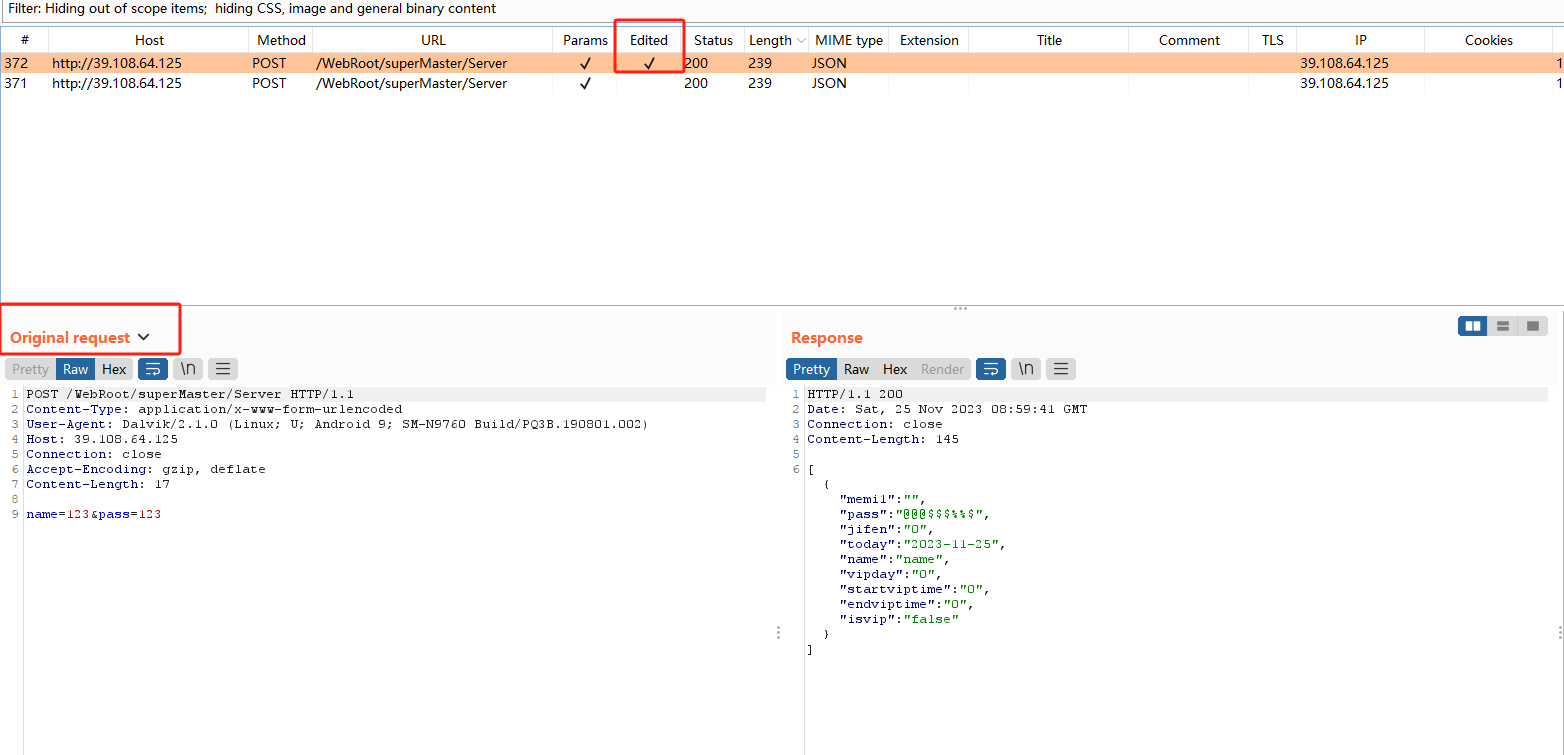 Filter: Hiding out of scope items; hiding CSS, image and general binary content
# Host Method URL Params Edited Status Length MIME type Extension Title Comment TLS IP Cookies
372 http://39.108.64.125 POST /WebRoot/superMaster/Server ✓ ✓ 200 239 JSON 39.108.64.125 1
371 http://39.108.64.125 POST /WebRoot/superMaster/Server ✓ 200 239 JSON 39.108.64.125 1
Original request
Pretty Raw Hex \n
1 POST /WebRoot/superMaster/Server HTTP/1.1
2 Content-Type: application/x-www-form-urlencoded
3 User-Agent: Dalvik/2.1.0 (Linux; U; Android 9; SM-N9760 Build/PQ3B.190801.002)
4 Host: 39.108.64.125
5 Connection: close
6 Accept-Encoding: gzip, deflate
7 Content-Length: 17
8
9 name=123&pass=123
Response
Pretty Raw Hex Render \n
1 HTTP/1.1 200
2 Date: Sat, 25 Nov 2023 08:59:41 GMT
3 Connection: close
4 Content-Length: 145
5
6 [
{
"memi1":"",
"pass":"@@@$$$%%$",
"jifen":"0",
"today":"2023-11-25",
"name":"name",
"vipday":"0",
"startviptime":"0",
"endviptime":"0",
"isvip":"false"
}
]